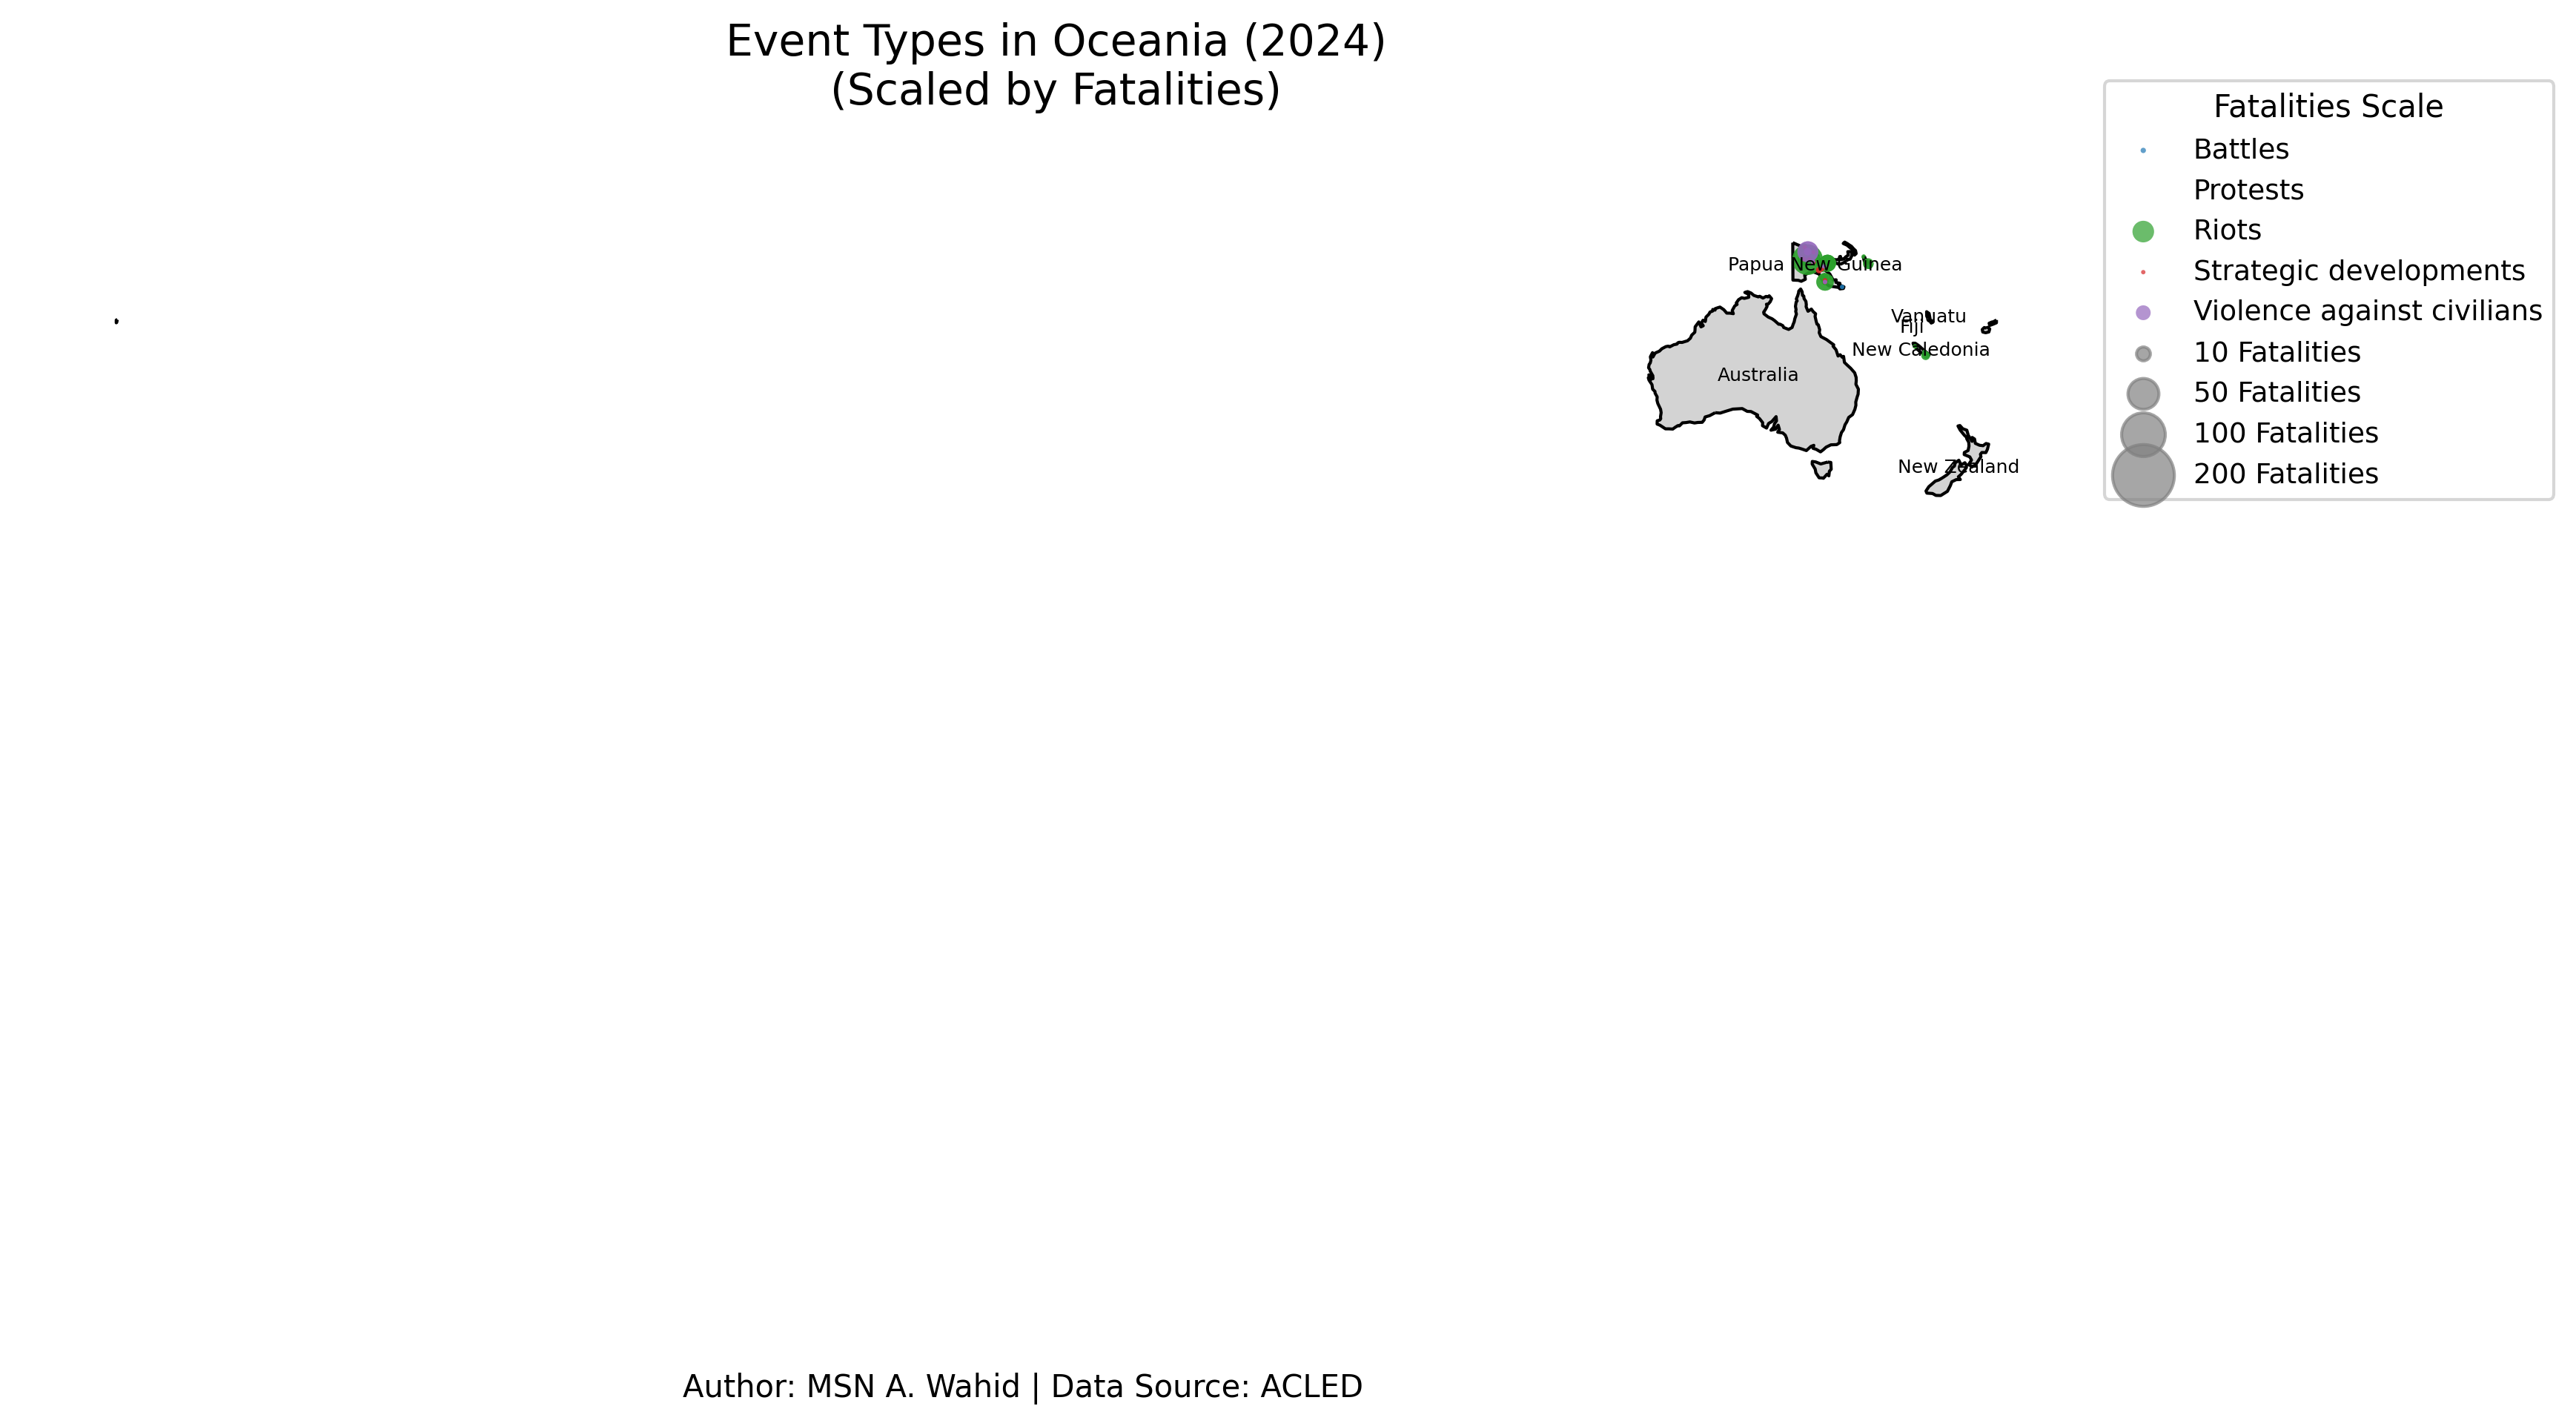 Event Types in Oceania (2024)
(Scaled by Fatalities)
Fatalities Scale
Battles
Protests
Riots
Strategic developments
Violence against civilians
10 Fatalities
50 Fatalities
100 Fatalities
200 Fatalities
Papua New Guinea
Vanuatu
Fiji
New Caledonia
Australia
New Zealand
Author: MSN A. Wahid | Data Source: ACLED